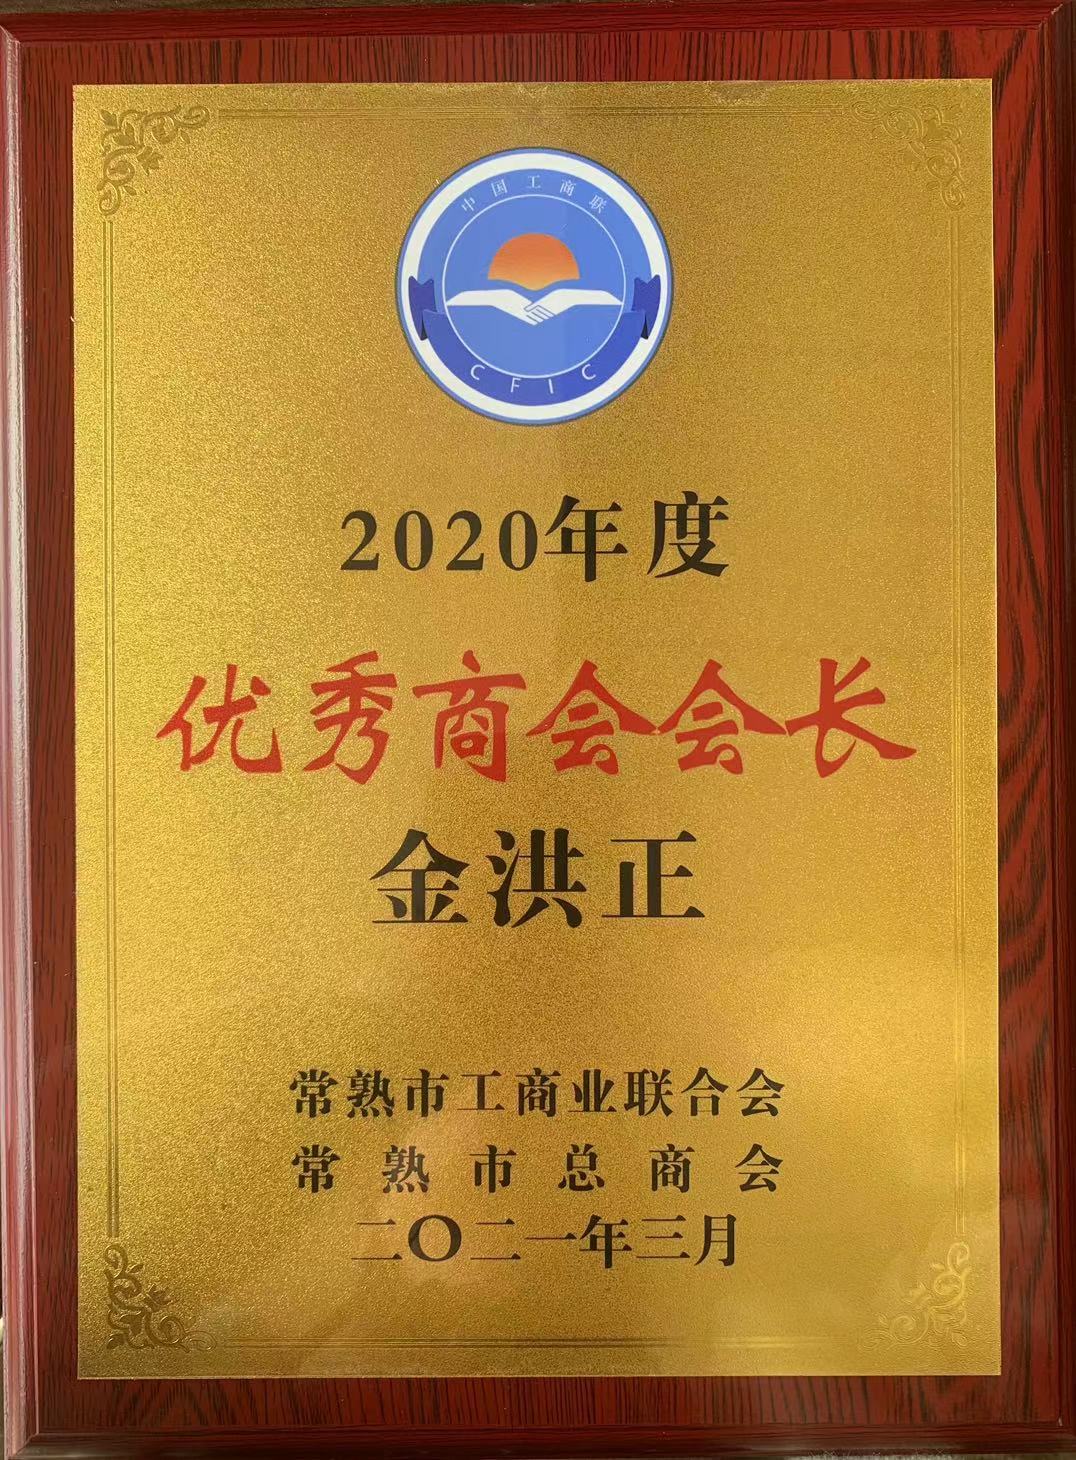 中国工商联
CFIC
2020年度
优秀商会会长
金洪正
常熟市工商业联合会
常熟市总商会
二〇二一年三月